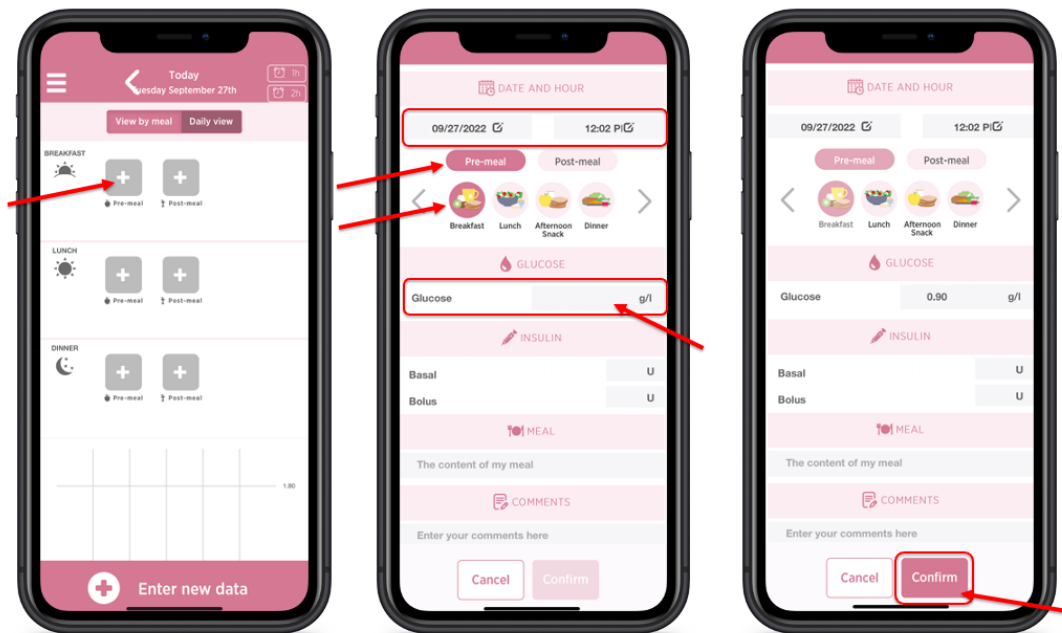 Today
Tuesday September 27th
1h
2h
View by meal
Daily view
BREAKFAST
Pre-meal
Post-meal
LUNCH
Pre-meal
Post-meal
DINNER
Pre-meal
Post-meal
1.80
Enter new data
DATE AND HOUR
09/27/2022
12:02 P
Pre-meal
Post-meal
Breakfast
Lunch
Afternoon
Snack
Dinner
GLUCOSE
Glucose
g/l
INSULIN
Basal
U
Bolus
U
MEAL
The content of my meal
COMMENTS
Enter your comments here
Cancel
Confirm
DATE AND HOUR
09/27/2022
12:02 P
Pre-meal
Post-meal
Breakfast
Lunch
Afternoon
Snack
Dinner
GLUCOSE
Glucose
0.90
g/l
INSULIN
Basal
U
Bolus
U
MEAL
The content of my meal
COMMENTS
Enter your comments here
Cancel
Confirm